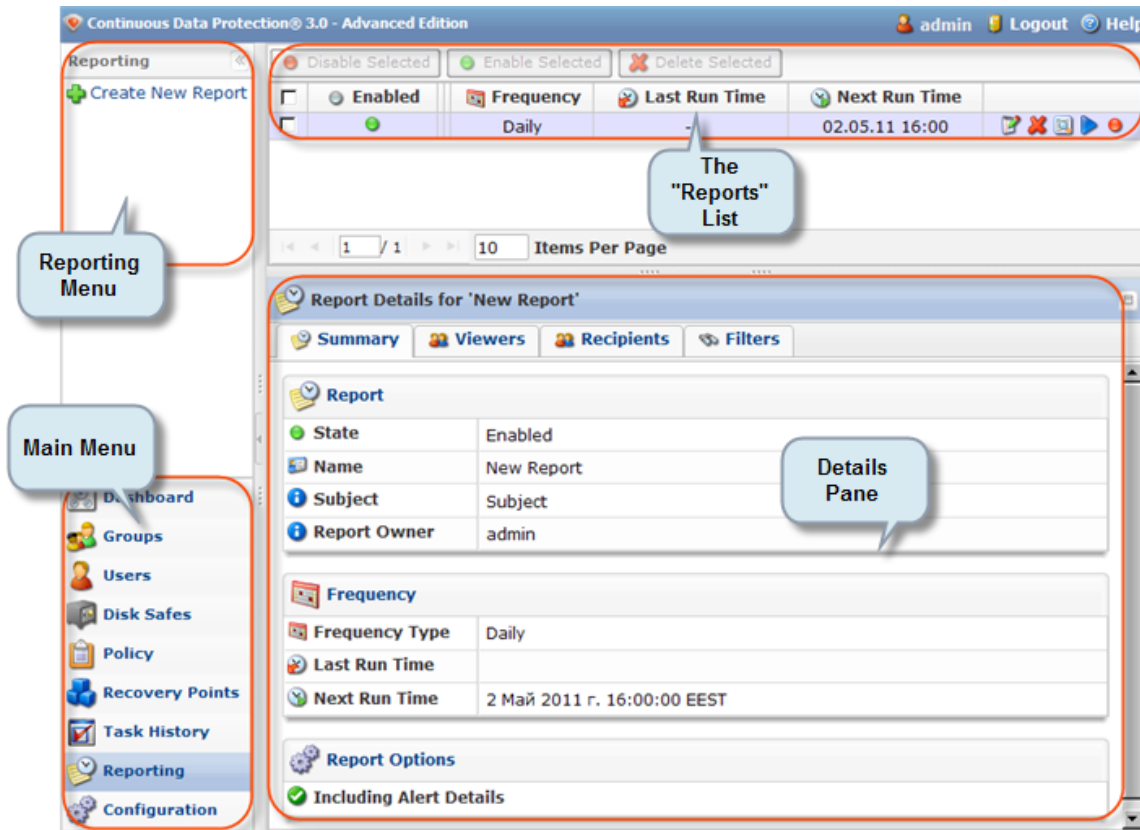 Continuous Data Protection® 3.0 - Advanced Edition
admin Logout Help
Reporting
Create New Report
Disable Selected Enable Selected Delete Selected
Enabled Frequency Last Run Time Next Run Time
Daily - 02.05.11 16:00
The
"Reports"
List
Reporting
Menu
1 / 1 10 Items Per Page
Report Details for 'New Report'
Summary Viewers Recipients Filters
Report
State Enabled
Name New Report
Subject Subject
Report Owner admin
Details
Pane
Main Menu
Dashboard
Groups
Users
Disk Safes
Policy
Recovery Points
Task History
Reporting
Configuration
Frequency
Frequency Type Daily
Last Run Time
Next Run Time 2 Май 2011 г. 16:00:00 EEST
Report Options
Including Alert Details